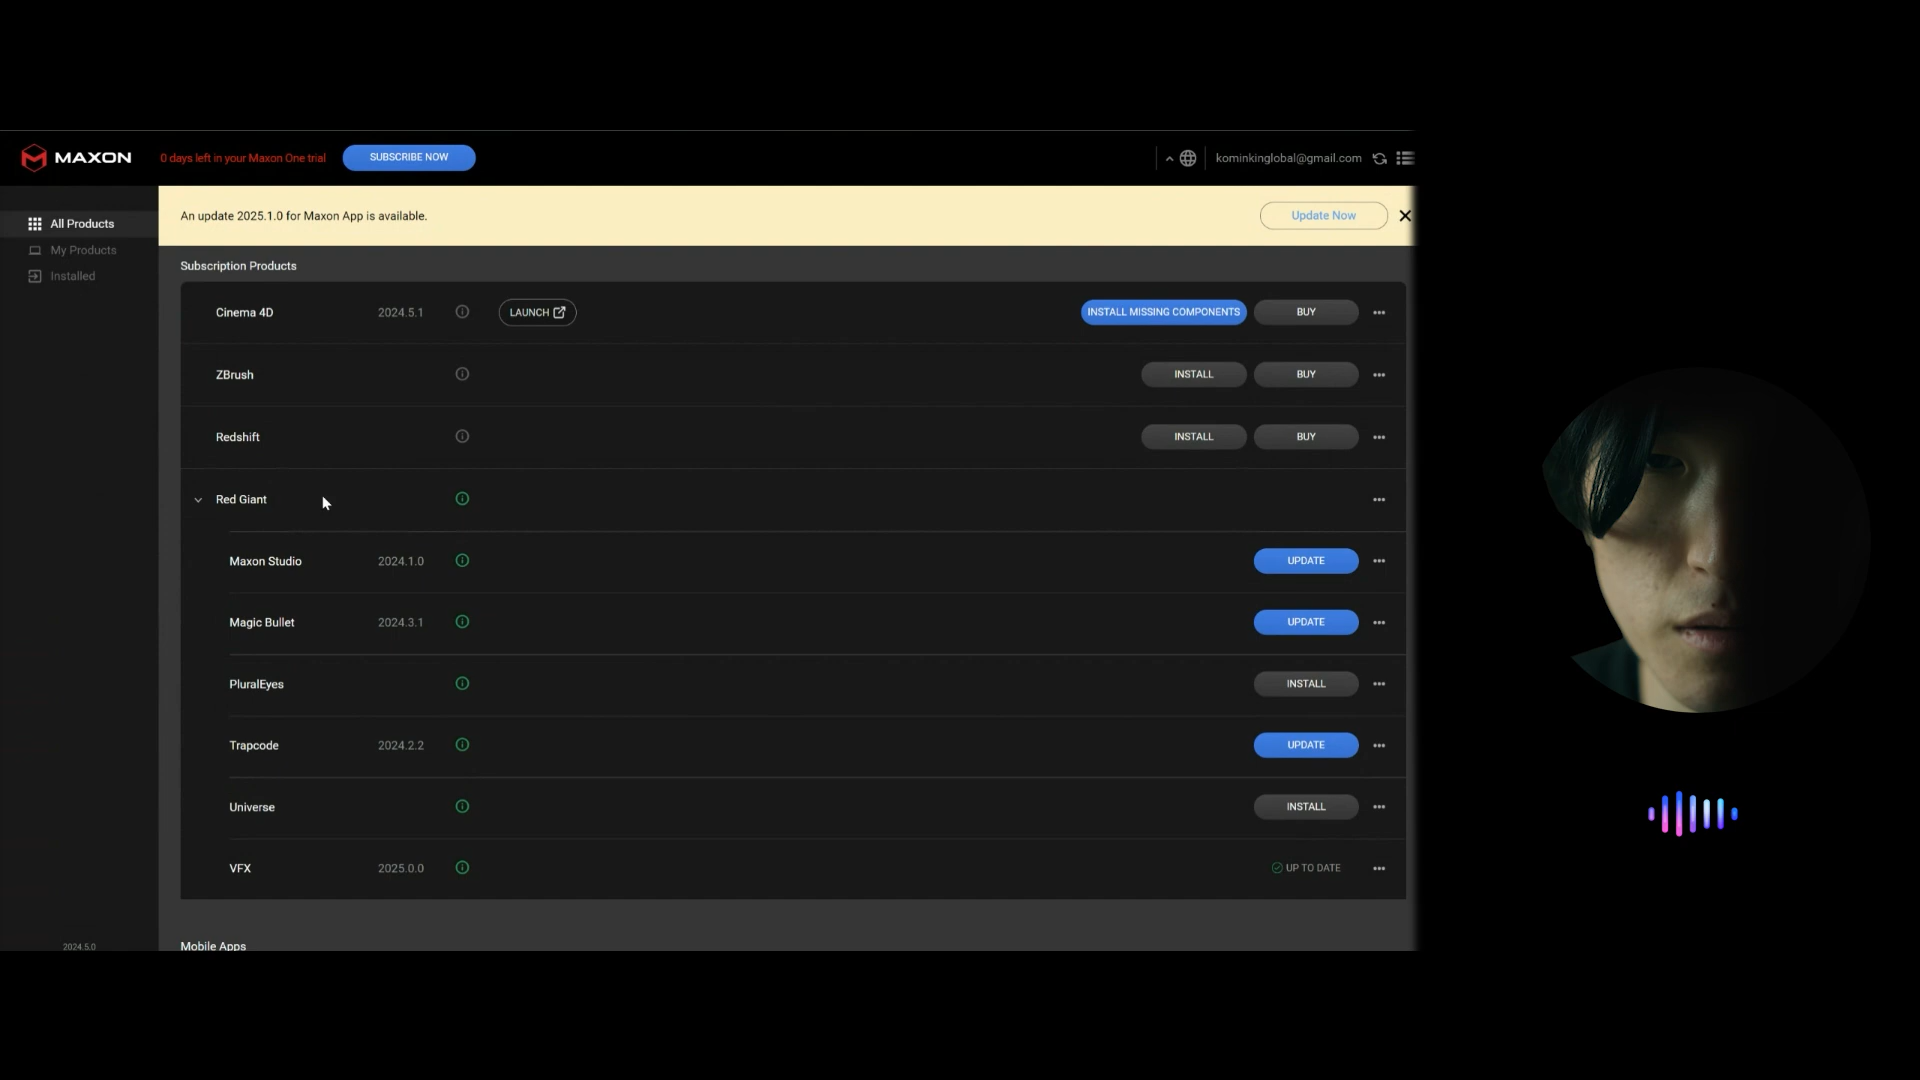 MAXON
0 days left in your Maxon One trial
SUBSCRIBE NOW
kominkinglobal@gmail.com
All Products
My Products
Installed
An update 2025.1.0 for Maxon App is available.
Update Now
Subscription Products
Cinema 4D 2024.5.1 LAUNCH INSTALL MISSING COMPONENTS BUY
ZBrush INSTALL BUY
Redshift INSTALL BUY
Red Giant
Maxon Studio 2024.1.0 UPDATE
Magic Bullet 2024.3.1 UPDATE
PluralEyes INSTALL
Trapcode 2024.2.2 UPDATE
Universe INSTALL
VFX 2025.0.0 UP TO DATE
2024.5.0
Mobile Apps